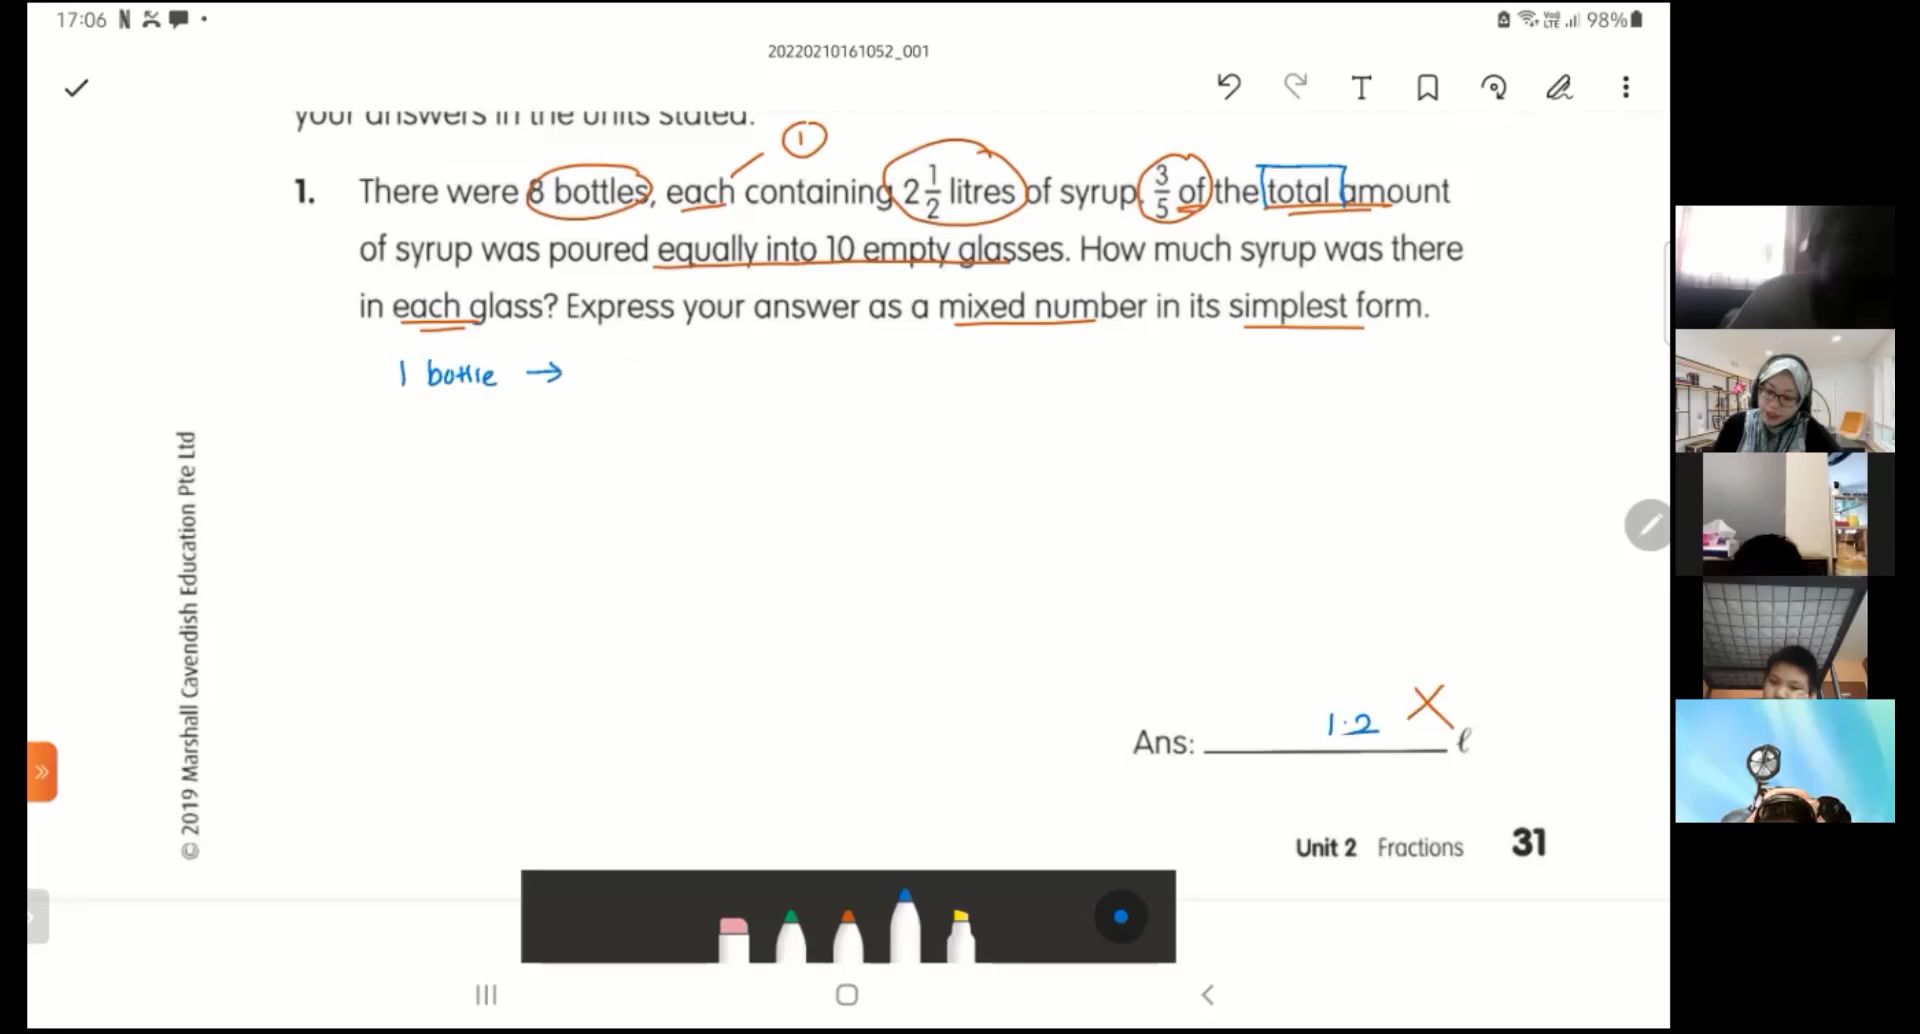 17:06
Vo) LTE 98%
20220210161052_001
T
your answers in the units stated.
1
1. There were 8 bottles, each containing 2 1/2 litres of syrup. 3/5 of the total amount
of syrup was poured equally into 10 empty glasses. How much syrup was there
in each glass? Express your answer as a mixed number in its simplest form.
1 bottle →
© 2019 Marshall Cavendish Education Pte Ltd
1.2 X
Ans: ℓ
Unit 2 Fractions 31